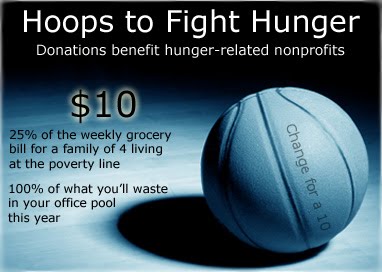 Hoops to Fight Hunger
Donations benefit hunger-related nonprofits
$10
25% of the weekly grocery
bill for a family of 4 living
at the poverty line
100% of what you'll waste
in your office pool
this year
Change for a 10